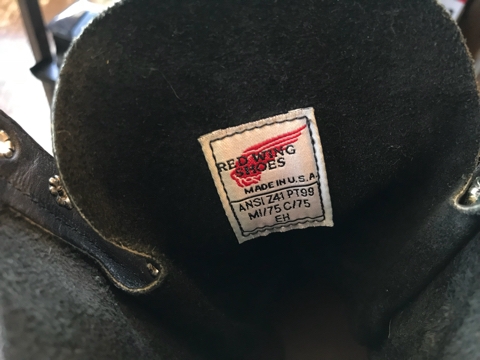 RED WING
SHOES
MADE IN U.S.A.
ANSI Z41 PT99
MI/75 C/75
EH